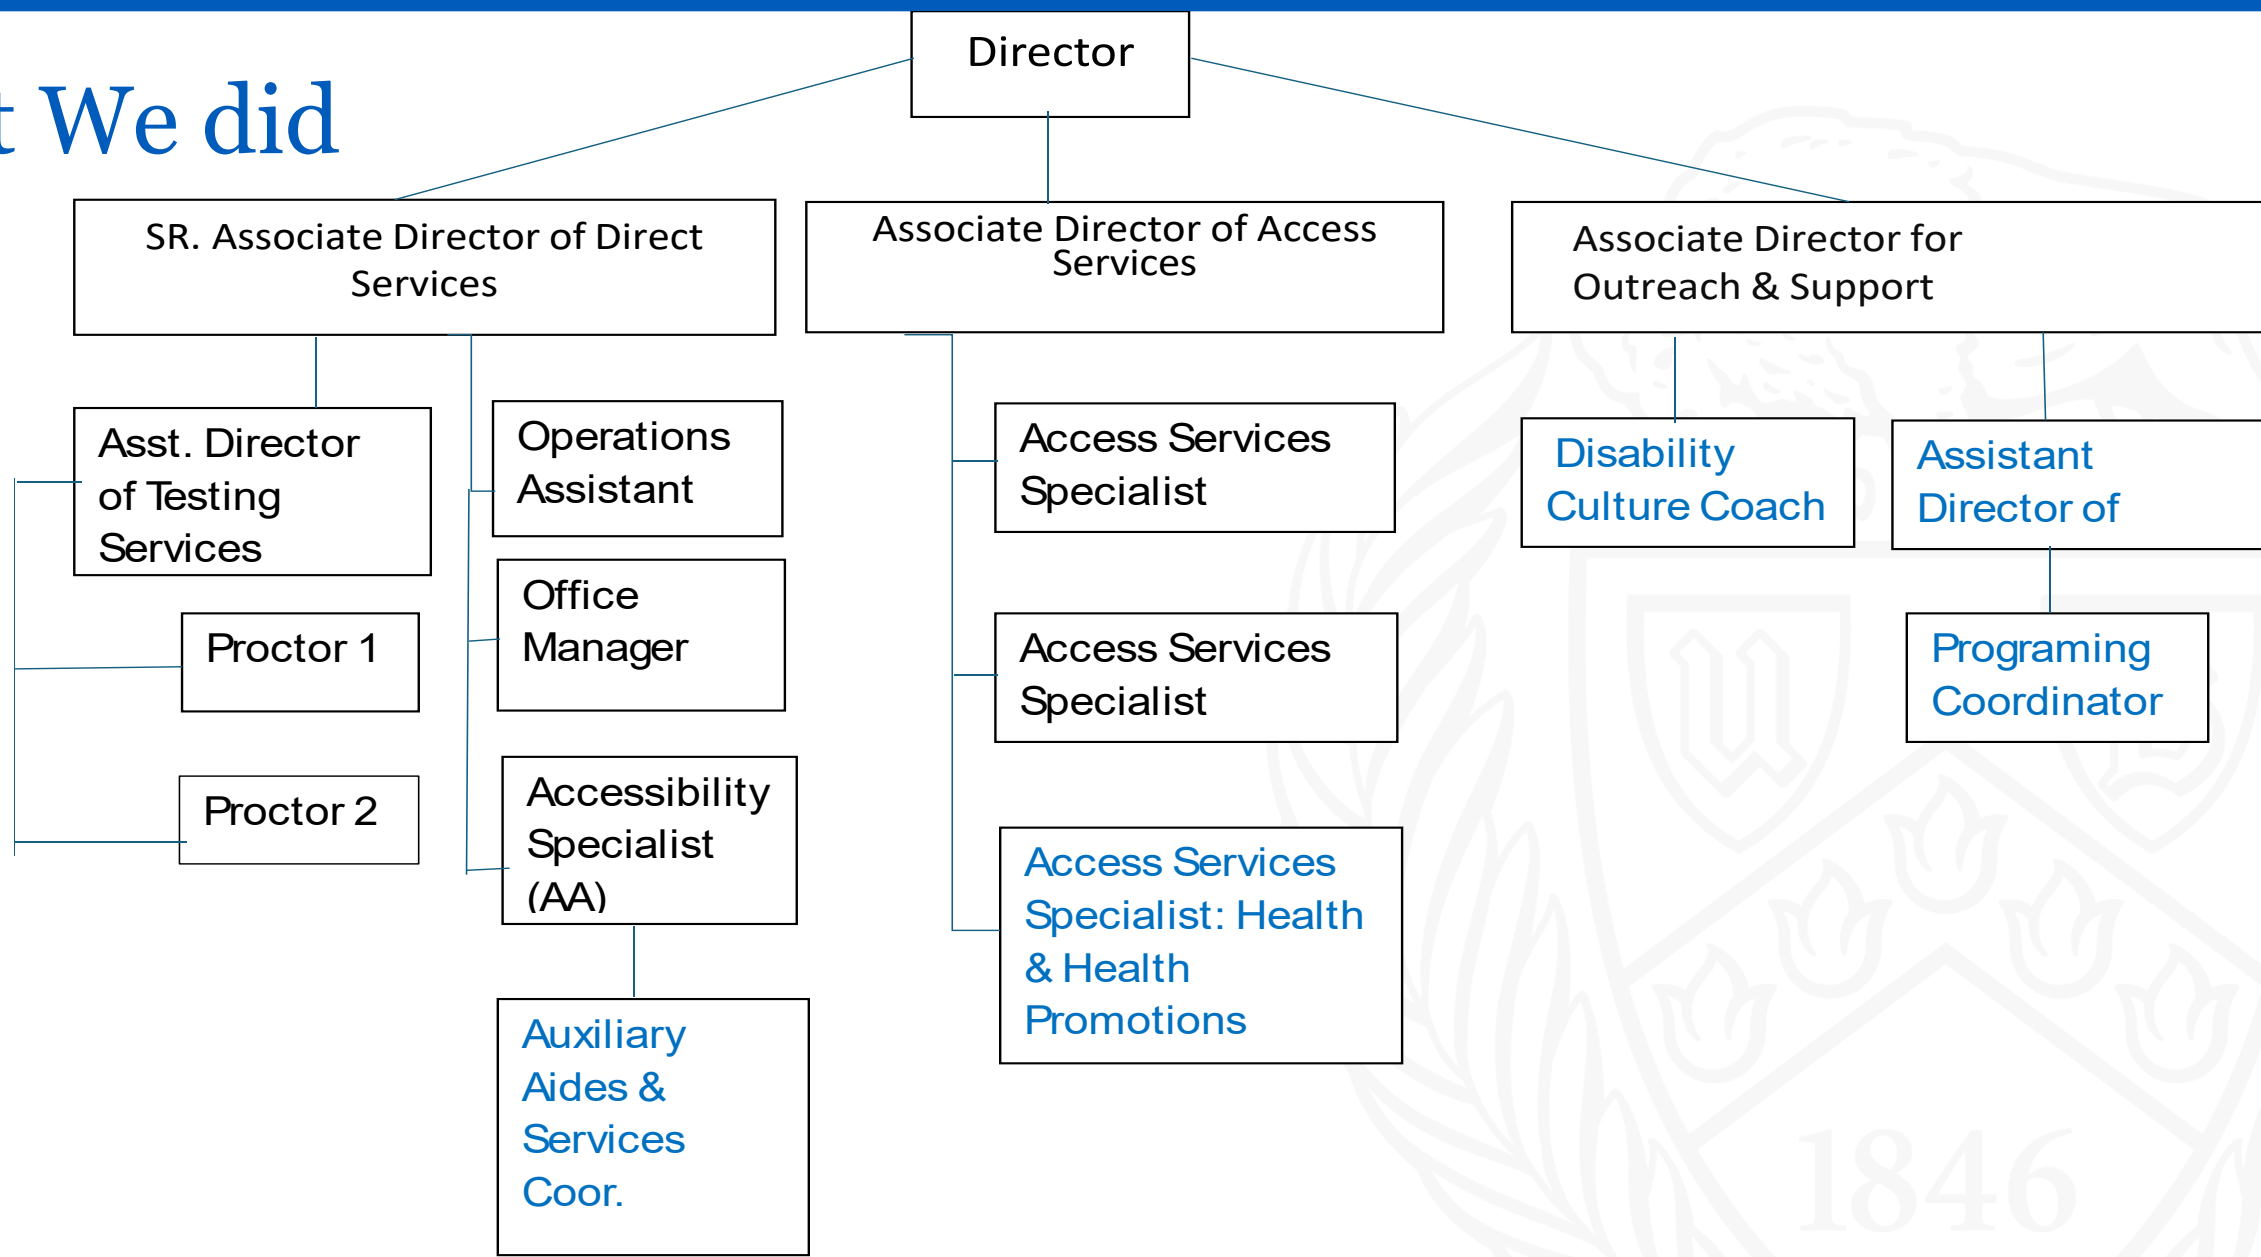 We did
Director
SR. Associate Director of Direct
Services
Associate Director of Access
Services
Associate Director for
Outreach & Support
Asst. Director
of Testing
Services
Proctor 1
Proctor 2
Operations
Assistant
Office
Manager
Accessibility
Specialist
(AA)
Auxiliary
Aides &
Services
Coor.
Access Services
Specialist
Access Services
Specialist
Access Services
Specialist: Health
& Health
Promotions
Disability
Culture Coach
Assistant
Director of
Programing
Coordinator
1846